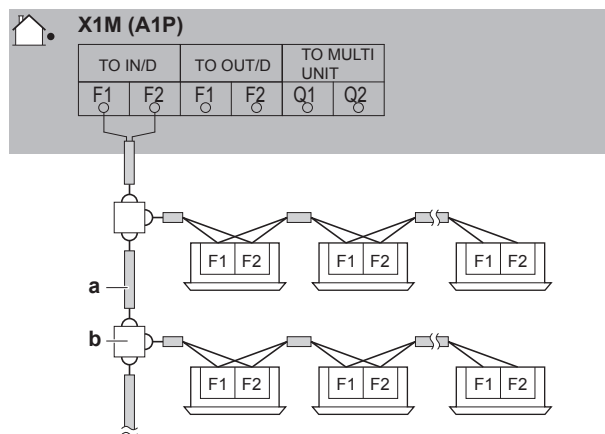 X1M (A1P)
TO IN/D TO OUT/D TO MULTI UNIT
F1 F2 F1 F2 Q1 Q2
F1 F2 F1 F2 F1 F2
a
b
F1 F2 F1 F2 F1 F2